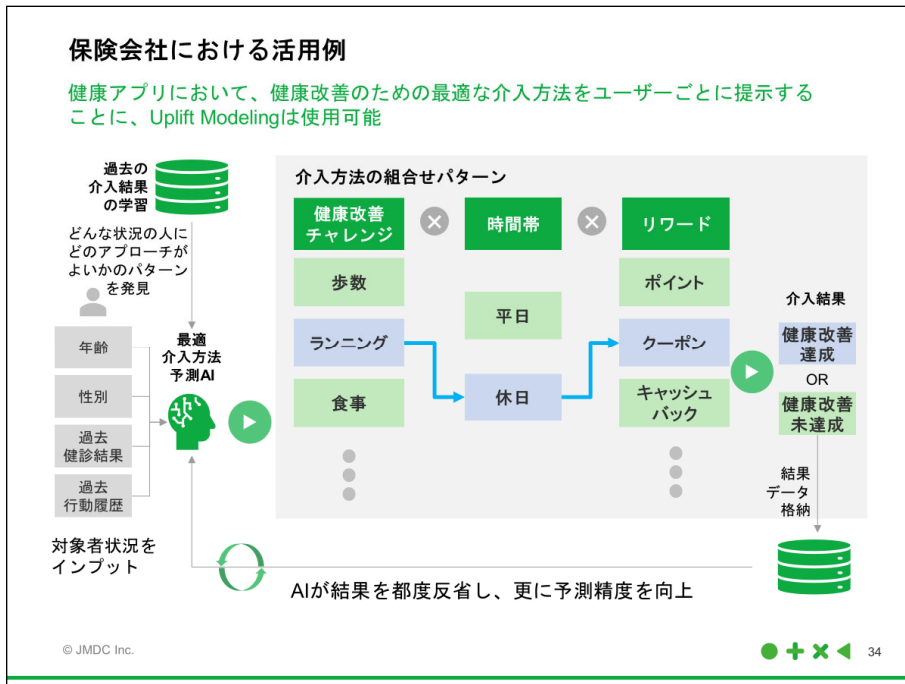 保険会社における活用例
健康アプリにおいて、健康改善のための最適な介入方法をユーザーごとに提示する
ことに、Uplift Modelingは使用可能
過去の
介入結果
の学習
どんな状況の人に
どのアプローチが
よいかのパターン
を発見
年齢
性別
過去
健診結果
過去
行動履歴
対象者状況を
インプット
最適
介入方法
予測AI
介入方法の組合せパターン
健康改善
チャレンジ
時間帯
リワード
歩数
ランニング
食事
平日
休日
ポイント
クーポン
キャッシュ
バック
介入結果
健康改善
達成
OR
健康改善
未達成
結果
データ
格納
AIが結果を都度反省し、更に予測精度を向上
© JMDC Inc.
34